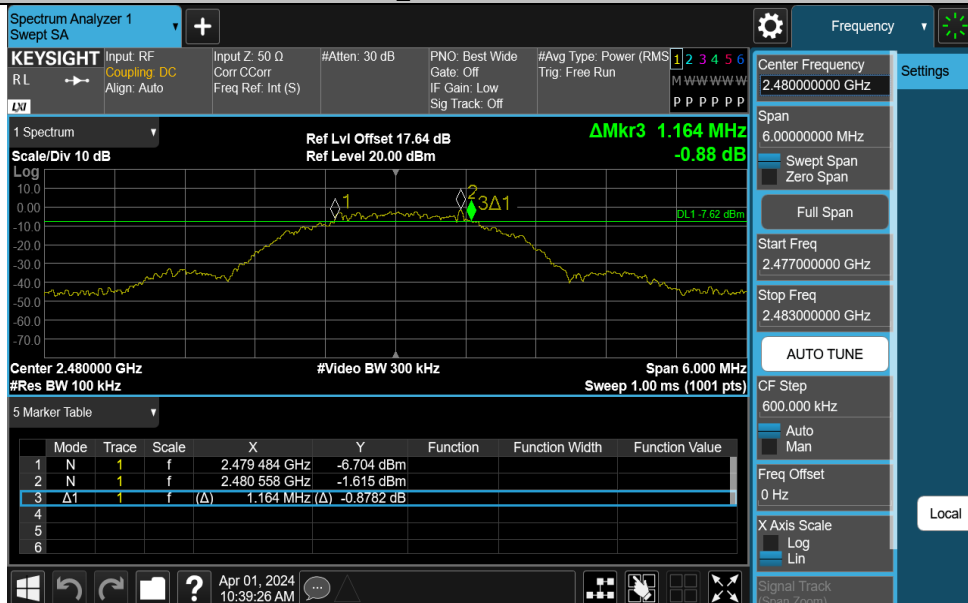 Spectrum Analyzer 1
Swept SA
+
Frequency
KEYSIGHT
RL
LXI
Input: RF
Coupling: DC
Align: Auto
Input Z: 50 Ω
Corr CCorr
Freq Ref: Int (S)
#Atten: 30 dB
PNO: Best Wide
Gate: Off
IF Gain: Low
Sig Track: Off
#Avg Type: Power (RMS
Trig: Free Run
1 2 3 4 5 6
M W W W W W
P P P P P P
1 Spectrum
Scale/Div 10 dB
Ref Lvl Offset 17.64 dB
Ref Level 20.00 dBm
ΔMkr3 1.164 MHz
-0.88 dB
Log
10.0
0.00
-10.0
-20.0
-30.0
-40.0
-50.0
-60.0
-70.0
1
2
3Δ1
DL1 -7.62 dBm
Center 2.480000 GHz
#Video BW 300 kHz
Span 6.000 MHz
#Res BW 100 kHz
Sweep 1.00 ms (1001 pts)
5 Marker Table
Mode Trace Scale X Y Function Function Width Function Value
1 N 1 f 2.479 484 GHz -6.704 dBm
2 N 1 f 2.480 558 GHz -1.615 dBm
3 Δ1 1 f (Δ) 1.164 MHz (Δ) -0.8782 dB
4
5
6
?
Apr 01, 2024
10:39:26 AM
Center Frequency
2.480000000 GHz
Span
6.00000000 MHz
Swept Span
Zero Span
Full Span
Start Freq
2.477000000 GHz
Stop Freq
2.483000000 GHz
AUTO TUNE
CF Step
600.000 kHz
Auto
Man
Freq Offset
0 Hz
X Axis Scale
Log
Lin
Signal Track
(Span Zoom)
Settings
Local